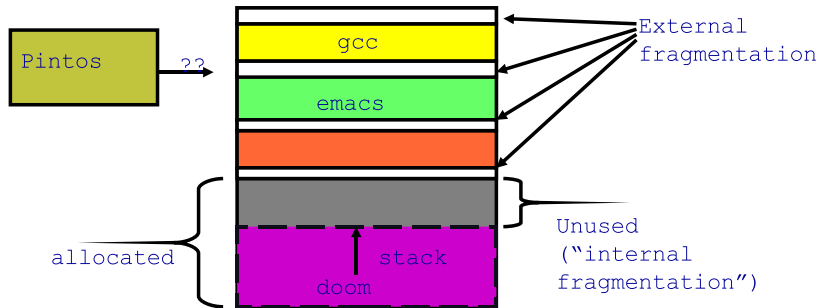 Pintos
??
gcc
External
fragmentation
emacs
allocated
stack
doom
Unused
(“internal
fragmentation”)